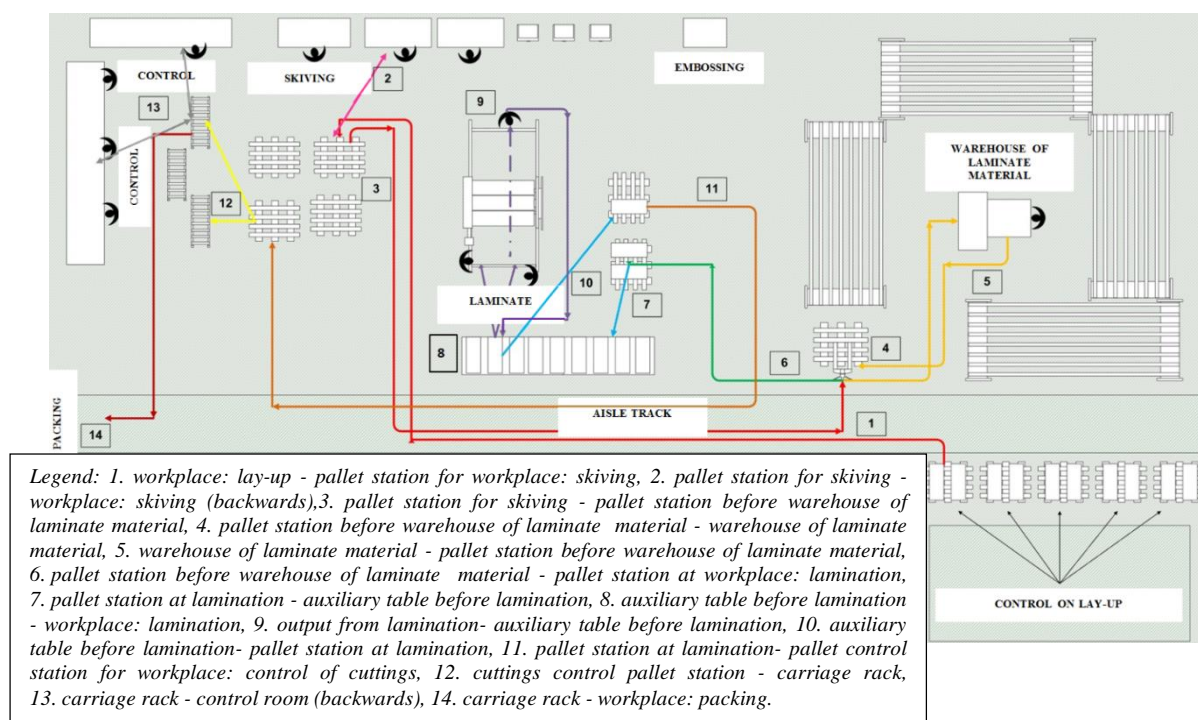 CONTROL
SKIVING
EMBOSSING
2
9
13
CONTROL
WAREHOUSE OF
LAMINATE
MATERIAL
3
11
12
5
10
LAMINATE
7
8
6
4
AISLE TRACK
1
PACKING
14
Legend: 1. workplace: lay-up - pallet station for workplace: skiving, 2. pallet station for skiving -
workplace: skiving (backwards),3. pallet station for skiving - pallet station before warehouse of
laminate material, 4. pallet station before warehouse of laminate material - warehouse of laminate
material, 5. warehouse of laminate material - pallet station before warehouse of laminate material,
6. pallet station before warehouse of laminate material - pallet station at workplace: lamination,
7. pallet station at lamination - auxiliary table before lamination, 8. auxiliary table before lamination
- workplace: lamination, 9. output from lamination- auxiliary table before lamination, 10. auxiliary
table before lamination- pallet station at lamination, 11. pallet station at lamination- pallet control
station for workplace: control of cuttings, 12. cuttings control pallet station - carriage rack,
13. carriage rack - control room (backwards), 14. carriage rack - workplace: packing.
CONTROL ON LAY-UP